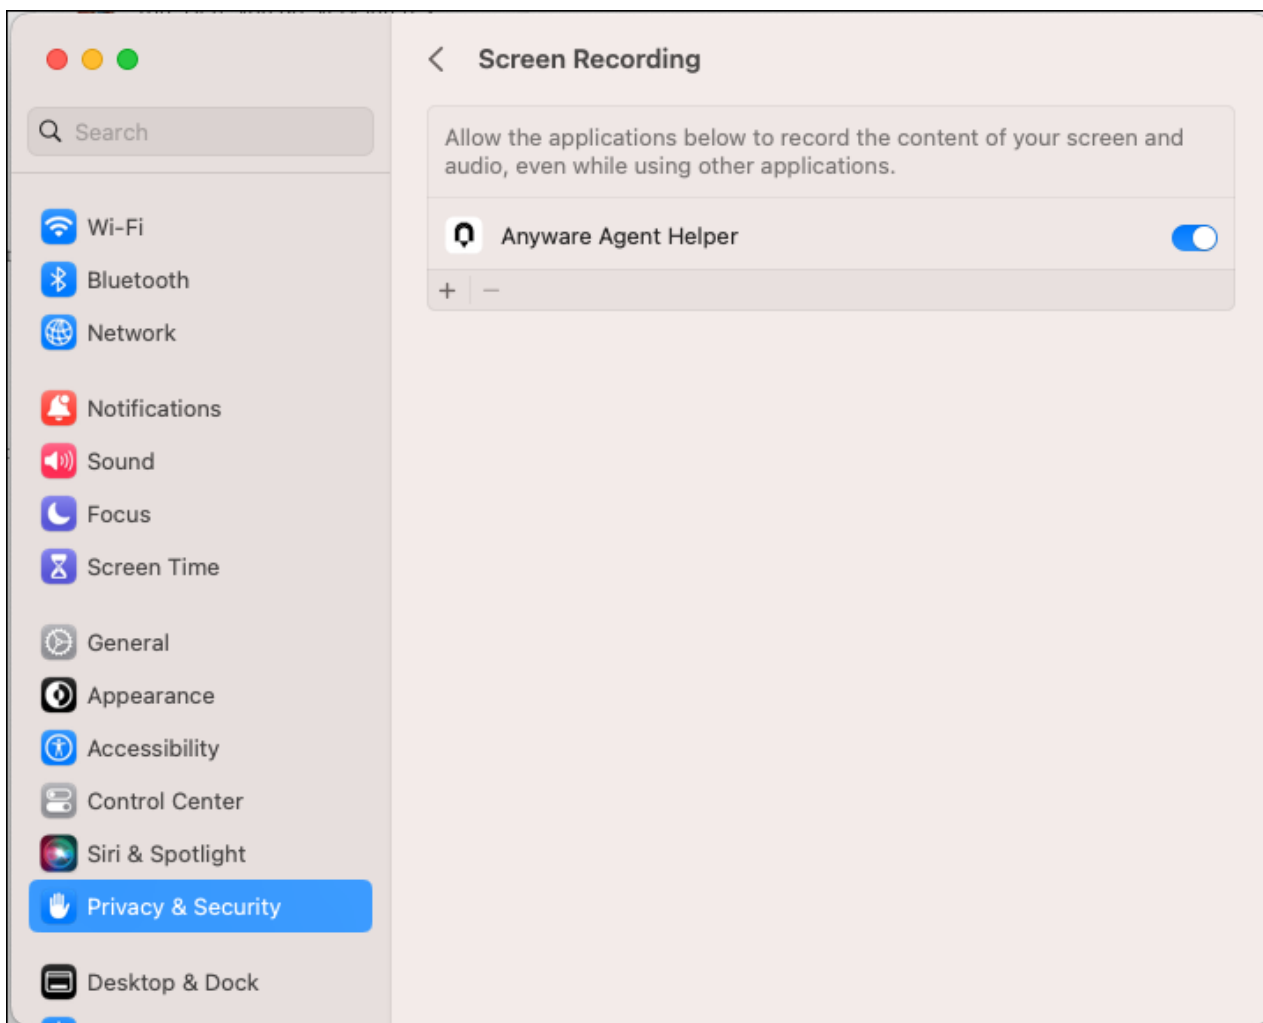 Search
Wi-Fi
Bluetooth
Network
Notifications
Sound
Focus
Screen Time
General
Appearance
Accessibility
Control Center
Siri & Spotlight
Privacy & Security
Desktop & Dock
Screen Recording
Allow the applications below to record the content of your screen and
audio, even while using other applications.
Anyware Agent Helper